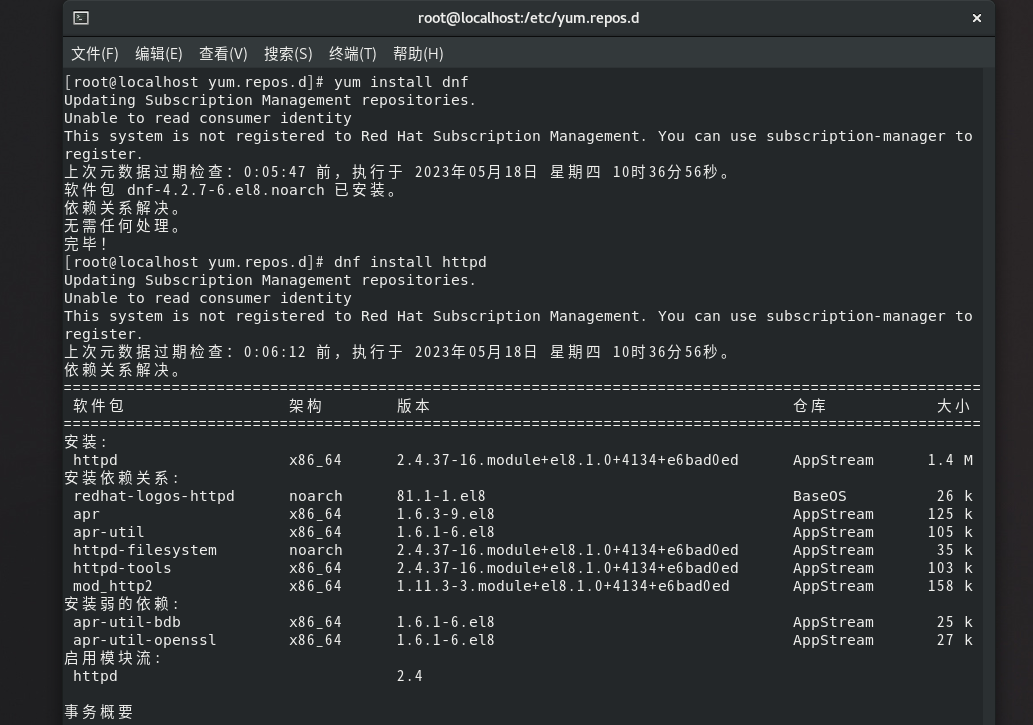 root@localhost:/etc/yum.repos.d
文件(F) 编辑(E) 查看(V) 搜索(S) 终端(T) 帮助(H)
[root@localhost yum.repos.d]# yum install dnf
Updating Subscription Management repositories.
Unable to read consumer identity
This system is not registered to Red Hat Subscription Management. You can use subscription-manager to
register.
上次元数据过期检查：0:05:47 前，执行于 2023年05月18日 星期四 10时36分56秒。
软件包 dnf-4.2.7-6.el8.noarch 已安装。
依赖关系解决。
无需任何处理。
完毕！
[root@localhost yum.repos.d]# dnf install httpd
Updating Subscription Management repositories.
Unable to read consumer identity
This system is not registered to Red Hat Subscription Management. You can use subscription-manager to
register.
上次元数据过期检查：0:06:12 前，执行于 2023年05月18日 星期四 10时36分56秒。
依赖关系解决。
======================================================================================================
软件包 架构 版本 仓库 大小
======================================================================================================
安装:
httpd x86_64 2.4.37-16.module+el8.1.0+4134+e6bad0ed AppStream 1.4 M
安装依赖关系:
redhat-logos-httpd noarch 81.1-1.el8 BaseOS 26 k
apr x86_64 1.6.3-9.el8 AppStream 125 k
apr-util x86_64 1.6.1-6.el8 AppStream 105 k
httpd-filesystem noarch 2.4.37-16.module+el8.1.0+4134+e6bad0ed AppStream 35 k
httpd-tools x86_64 2.4.37-16.module+el8.1.0+4134+e6bad0ed AppStream 103 k
mod_http2 x86_64 1.11.3-3.module+el8.1.0+4134+e6bad0ed AppStream 158 k
安装弱的依赖:
apr-util-bdb x86_64 1.6.1-6.el8 AppStream 25 k
apr-util-openssl x86_64 1.6.1-6.el8 AppStream 27 k
启用模块流:
httpd 2.4
事务概要